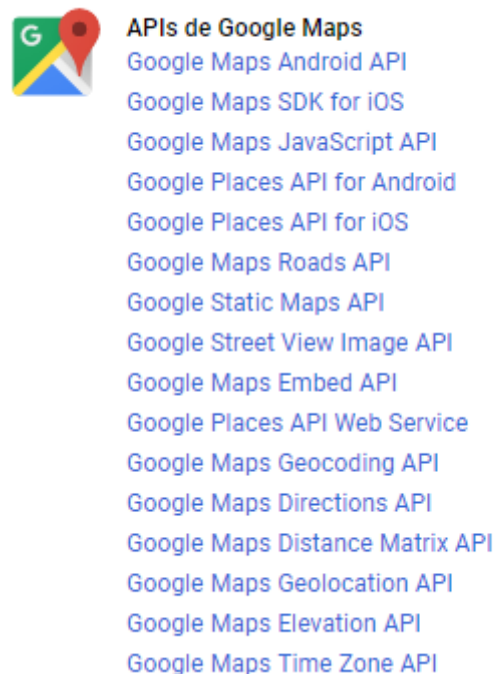 G
APIs de Google Maps
Google Maps Android API
Google Maps SDK for iOS
Google Maps JavaScript API
Google Places API for Android
Google Places API for iOS
Google Maps Roads API
Google Static Maps API
Google Street View Image API
Google Maps Embed API
Google Places API Web Service
Google Maps Geocoding API
Google Maps Directions API
Google Maps Distance Matrix API
Google Maps Geolocation API
Google Maps Elevation API
Google Maps Time Zone API